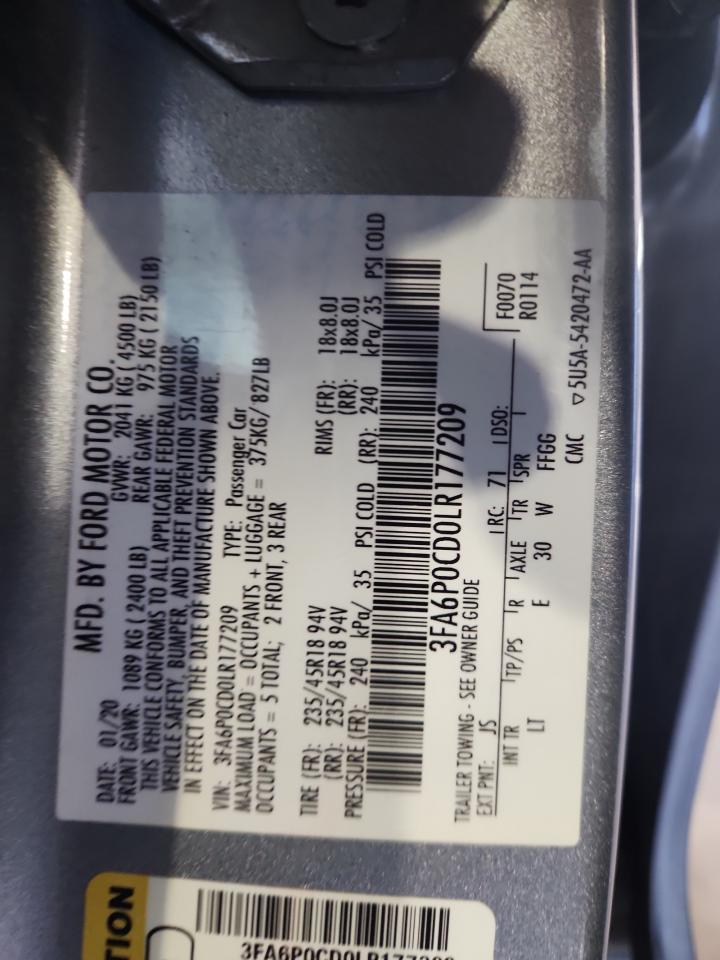 MFD. BY FORD MOTOR CO.
DATE: 01/20 GVWR: 2041 KG ( 4500 LB)
FRONT GAWR: 1089 KG ( 2400 LB) REAR GAWR: 975 KG ( 2150 LB)
THIS VEHICLE CONFORMS TO ALL APPLICABLE FEDERAL MOTOR
VEHICLE SAFETY, BUMPER, AND THEFT PREVENTION STANDARDS
IN EFFECT ON THE DATE OF MANUFACTURE SHOWN ABOVE.
VIN: 3FA6P0CD0LR177209 TYPE: Passenger Car
MAXIMUM LOAD = OCCUPANTS + LUGGAGE = 375KG/ 827LB
OCCUPANTS = 5 TOTAL; 2 FRONT, 3 REAR
TIRE (FR): 235/45R18 94V RIMS (FR): 18x8.0J
(RR): 235/45R18 94V (RR): 18x8.0J
PRESSURE (FR): 240 kPa/ 35 PSI COLD (RR): 240 kPa/ 35 PSI COLD
3FA6P0CD0LR177209
TRAILER TOWING - SEE OWNER GUIDE
EXT PNT: JS RC: 71 DSO: F0070
INT TR TP/PS R AXLE TR SPR R0114
LT E 30 W FFGG
CMC ▽5U5A-5420472-AA
TION
3FA6P0CD0LR177209